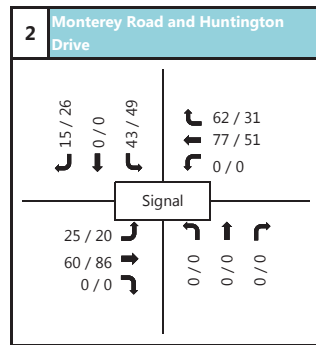 2
Monterey Road and Huntington
Drive
15 / 26
0 / 0
43 / 49
62 / 31
77 / 51
0 / 0
Signal
25 / 20
60 / 86
0 / 0
0 / 0
0 / 0
0 / 0